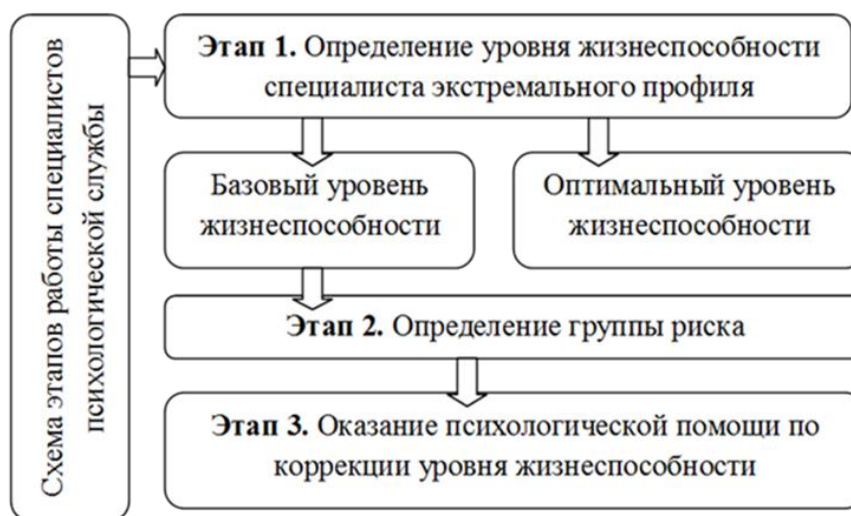 Схема этапов работы специалистов
психологической службы
Этап 1. Определение уровня жизнеспособности
специалиста экстремального профиля
Базовый уровень
жизнеспособности
Оптимальный уровень
жизнеспособности
Этап 2. Определение группы риска
Этап 3. Оказание психологической помощи по
коррекции уровня жизнеспособности